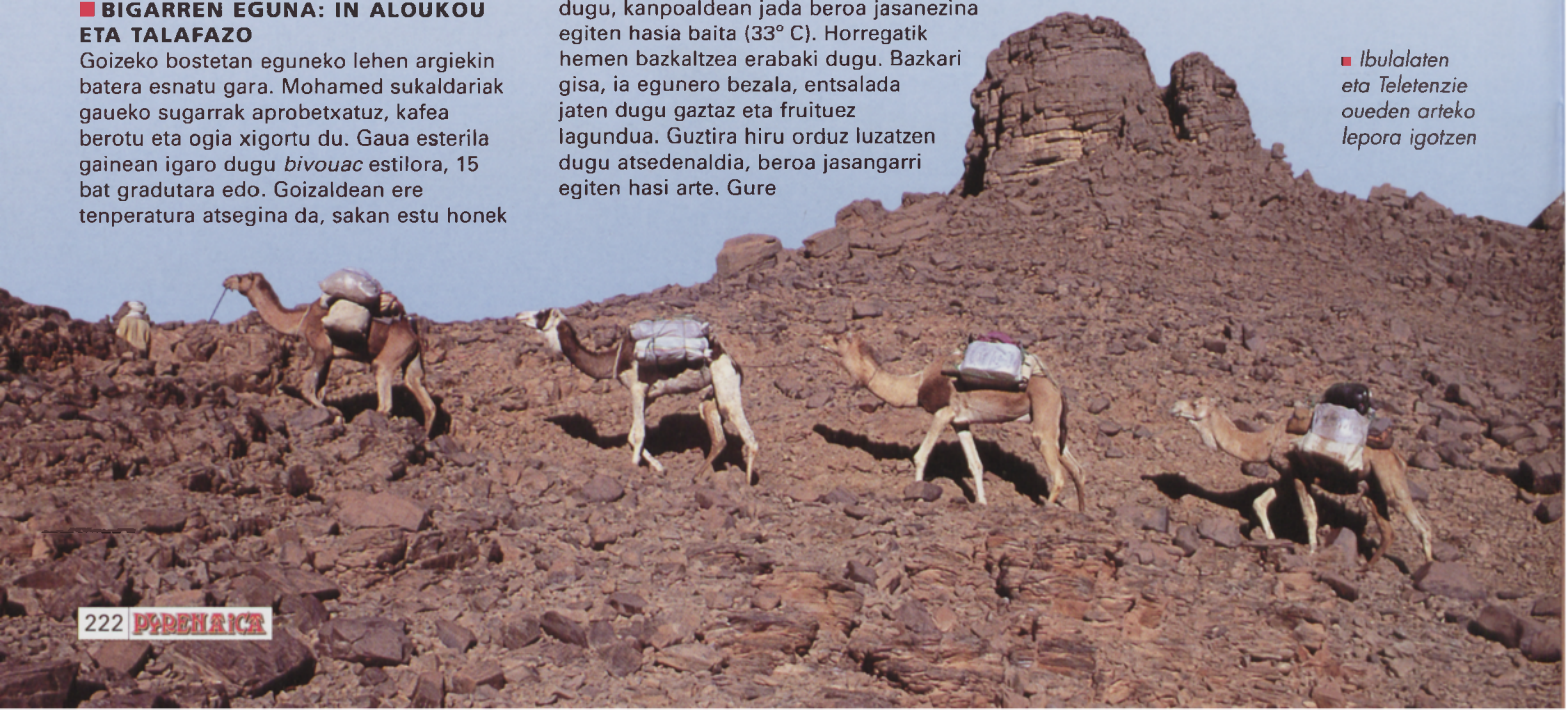 BIGARREN EGUNA: IN ALOUKOU
ETA TALAFAZO
Goizeko bostetan eguneko lehen argiekin
batera esnatu gara. Mohamed sukaldariak
gaueko sugarrak aprobetxatuz, kafea
berotu eta ogia xigortu du. Gaua esterila
gainean igaro dugu bivouac estilora, 15
bat gradutara edo. Goizaldean ere
tenperatura atsegina da, sakan estu honek
dugu, kanpoaldean jada beroa jasanezina
egiten hasia baita (33° C). Horregatik
hemen bazkaltzea erabaki dugu. Bazkari
gisa, ia egunero bezala, entsalada
jaten dugu gaztaz eta fruituez
lagundua. Guztira hiru orduz luzatzen
dugu atsedenaldia, beroa jasangarri
egiten hasi arte. Gure
Ibulalaten
eta Teletenzie
oueden arteko
lepora igotzen
222 PYRENAICA